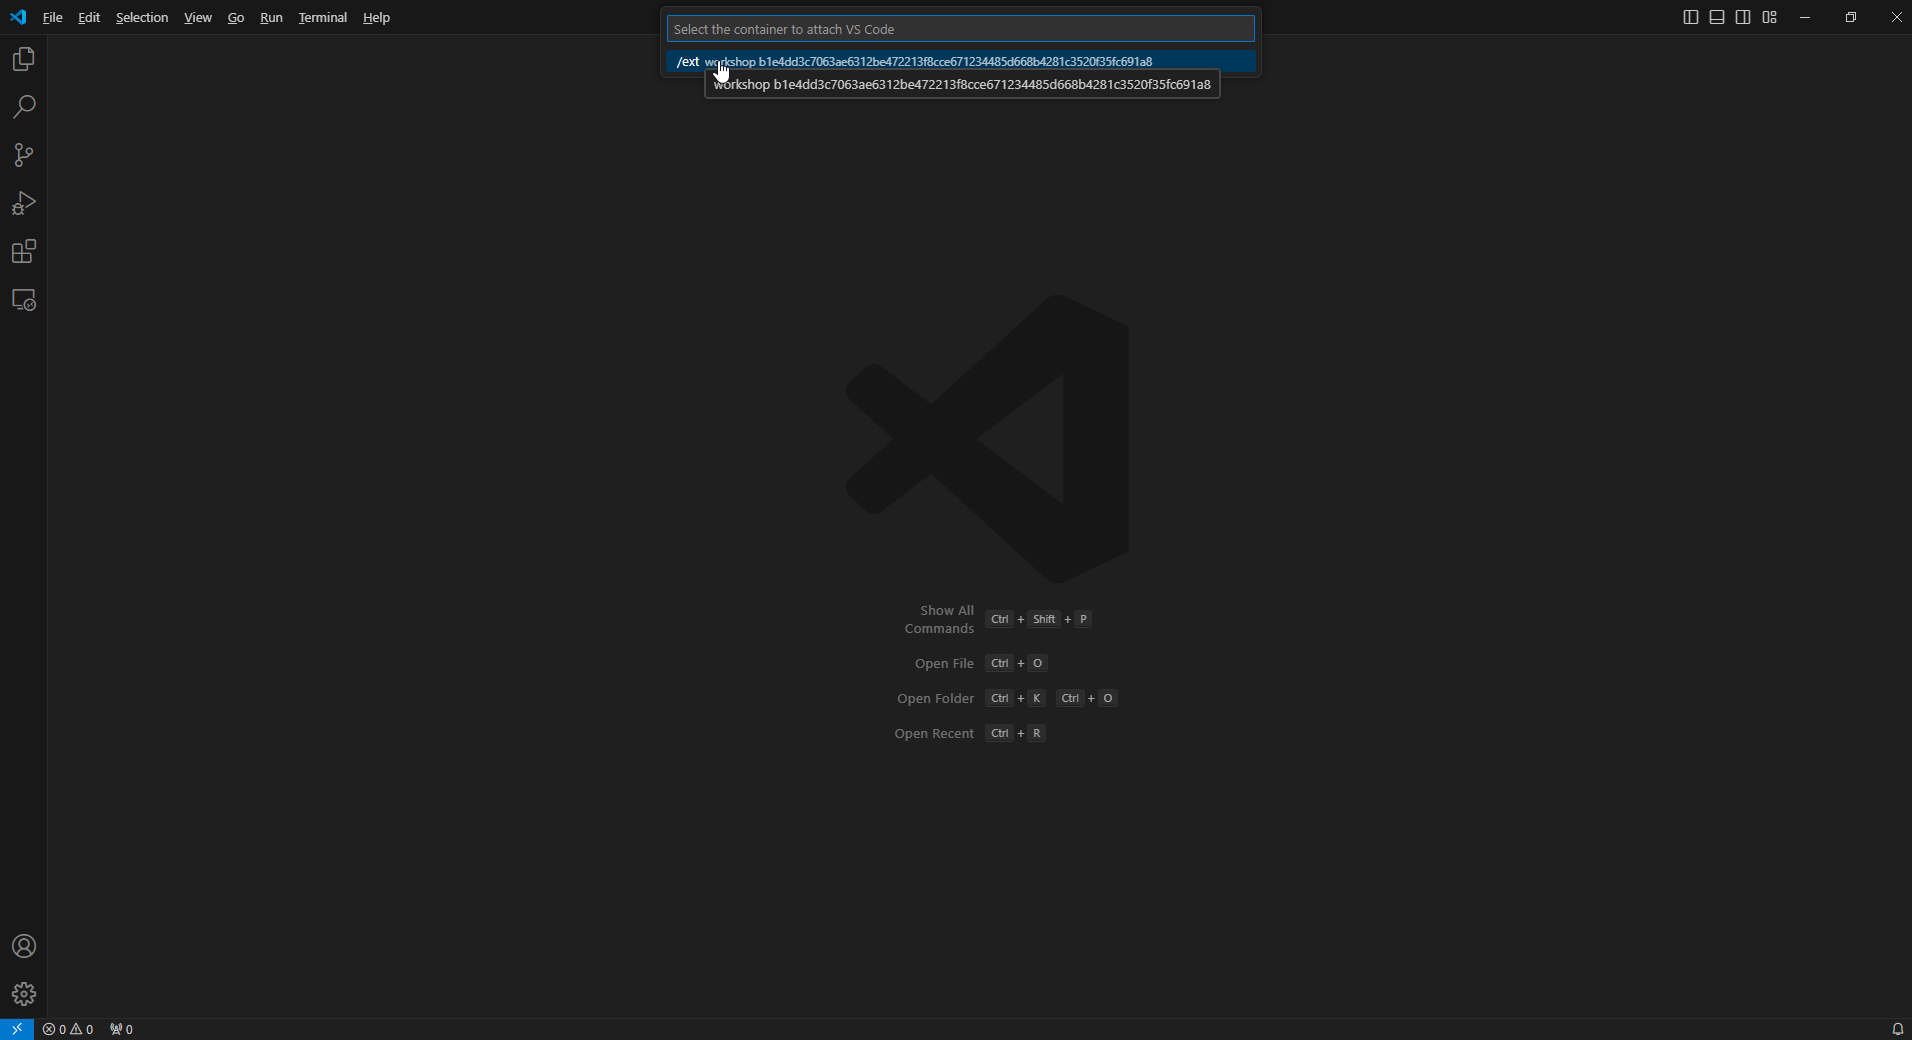 File Edit Selection View Go Run Terminal Help
Select the container to attach VS Code
/ext workshop b1e4dd3c7063ae6312be472213f8cce671234485d668b4281c3520f35fc691a8
workshop b1e4dd3c7063ae6312be472213f8cce671234485d668b4281c3520f35fc691a8
Show All
Commands Ctrl + Shift + P
Open File Ctrl + O
Open Folder Ctrl + K Ctrl + O
Open Recent Ctrl + R
0 0 0